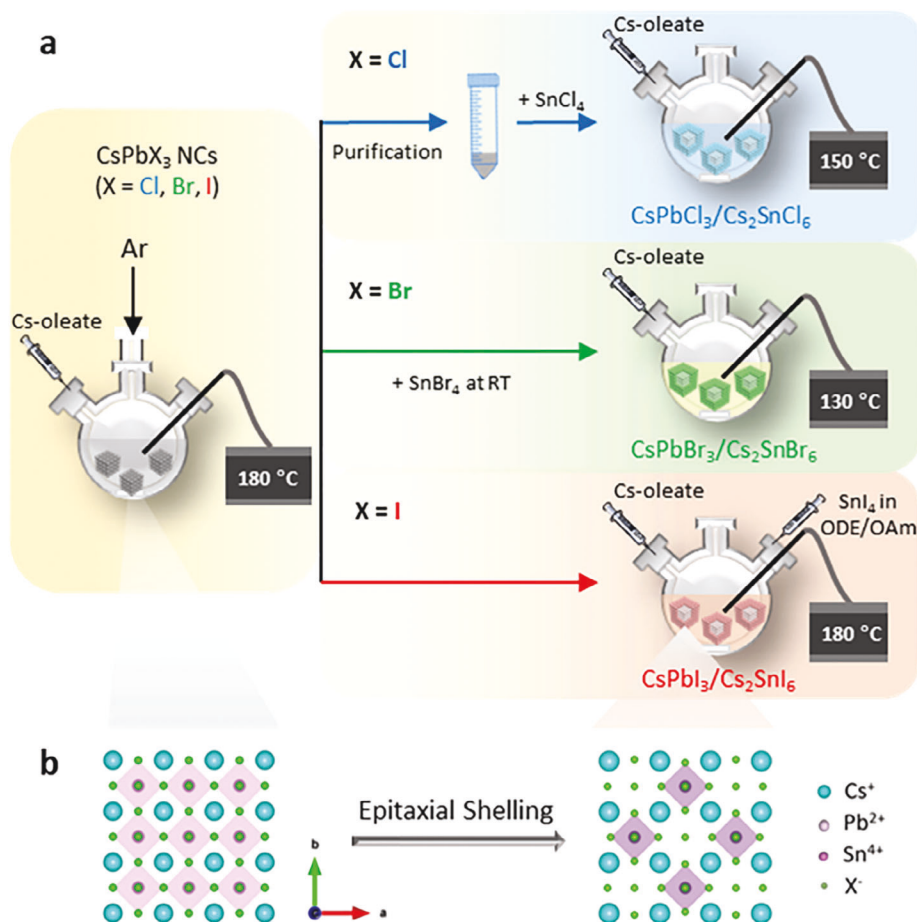 a
CsPbX₃ NCs
(X = Cl, Br, I)
Ar
Cs-oleate
180 °C
X = Cl
Purification
+ SnCl₄
Cs-oleate
150 °C
CsPbCl₃/Cs₂SnCl₆
X = Br
+ SnBr₄ at RT
Cs-oleate
130 °C
CsPbBr₃/Cs₂SnBr₆
X = I
Cs-oleate
SnI₄ in
ODE/OAm
180 °C
CsPbI₃/Cs₂SnI₆
b
Epitaxial Shelling
b
a
Cs⁺
Pb²⁺
Sn⁴⁺
X⁻